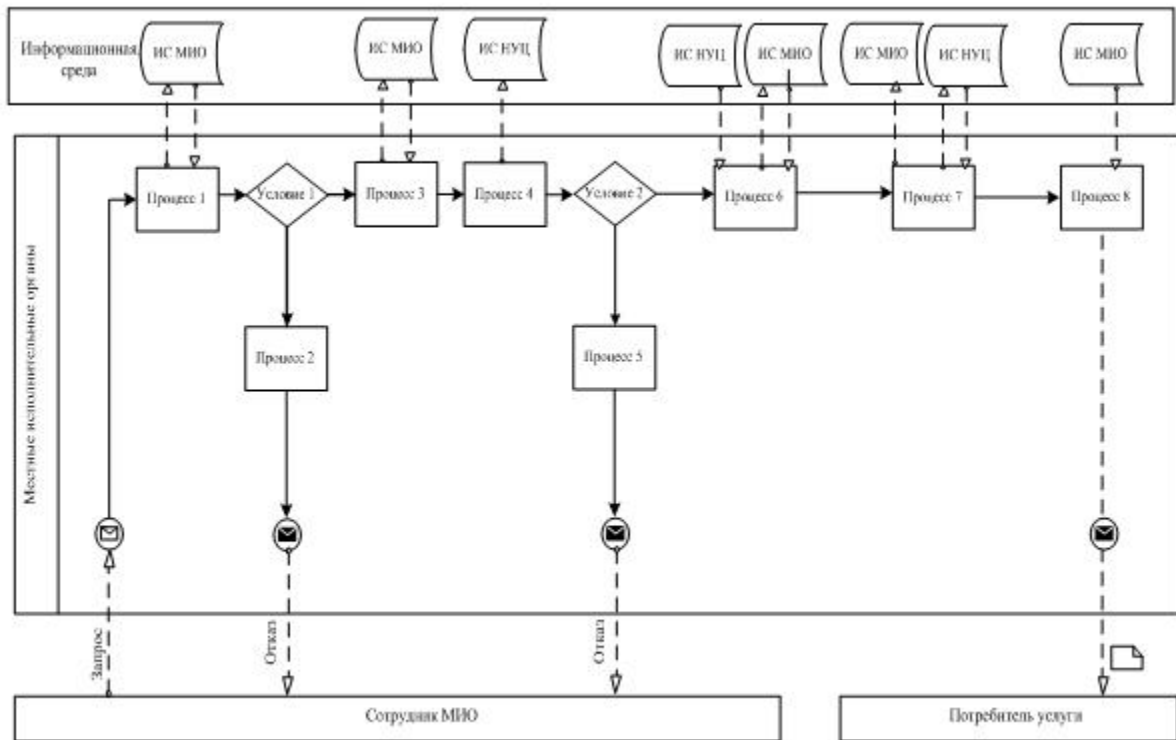 Информационная
среда
ИС МИО
ИС МИО
ИС НУЦ
ИС НУЦ
ИС МИО
ИС МИО
ИС НУЦ
ИС МИО
Местные исполнительные органы
Процесс 1
Условие 1
Процесс 3
Процесс 4
Условие 2
Процесс 6
Процесс 7
Процесс 8
Процесс 2
Процесс 5
Запрос
Отказ
Отказ
Сотрудник МИО
Потребитель услуги